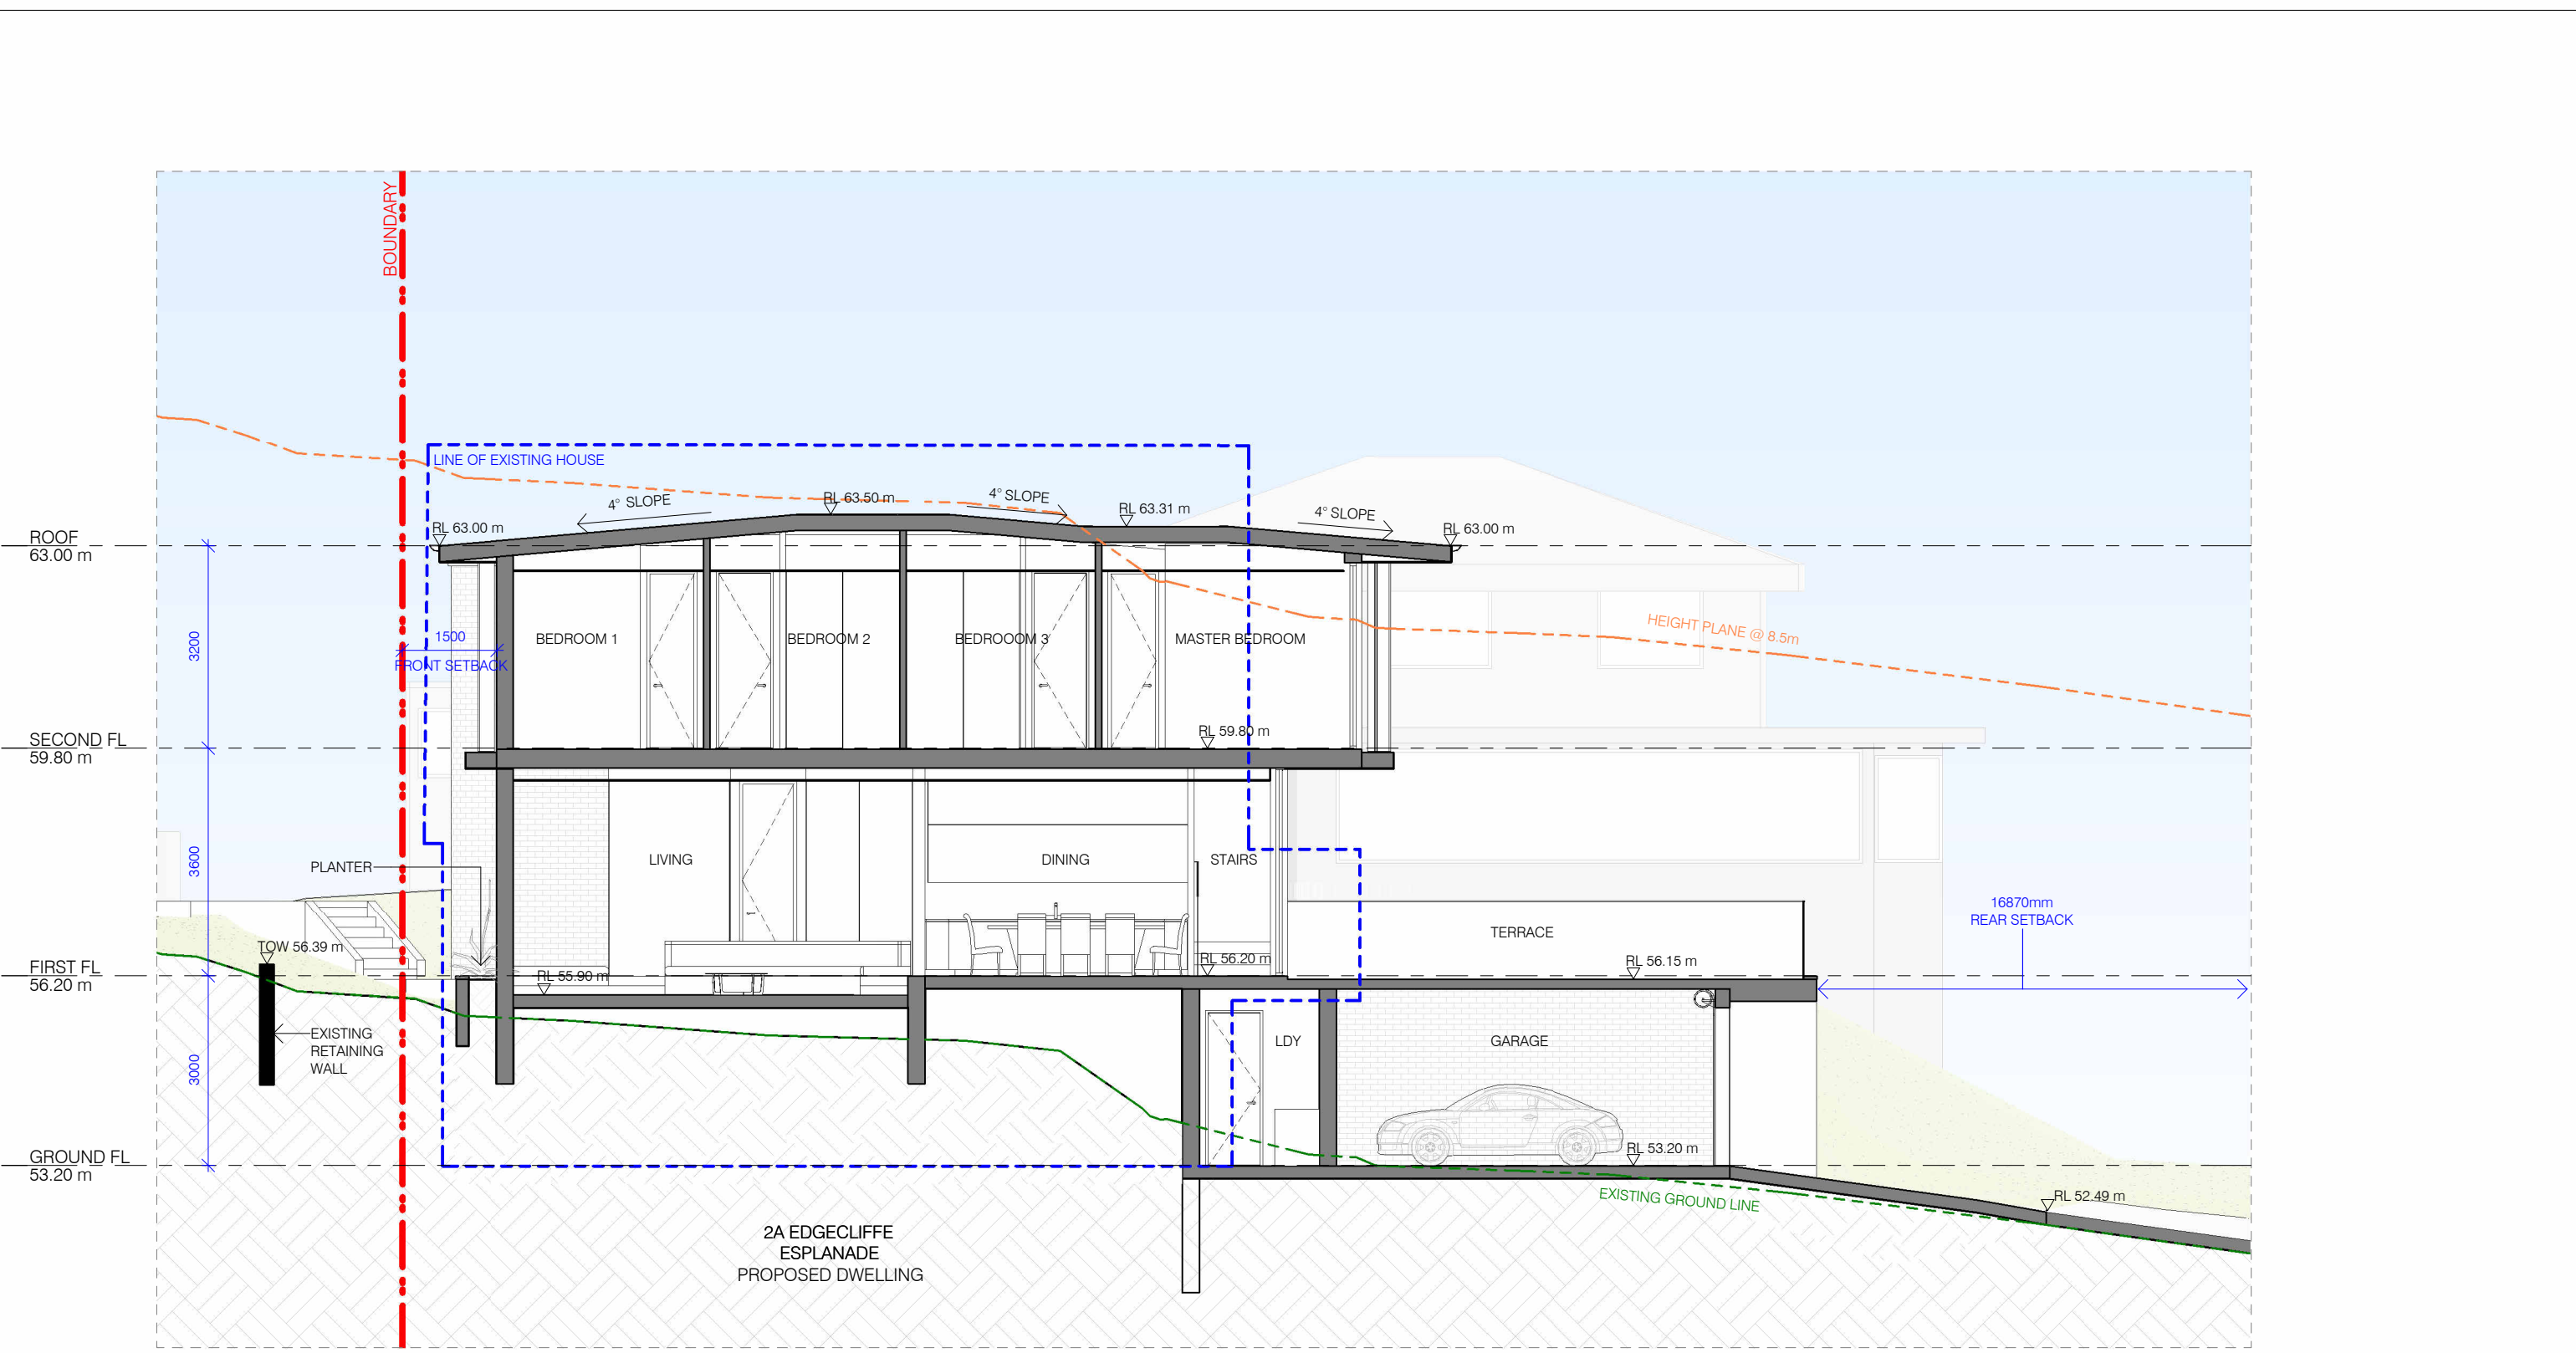 BOUNDARY
LINE OF EXISTING HOUSE
4° SLOPE
RL 63.50 m
4° SLOPE
RL 63.31 m
4° SLOPE
RL 63.00 m
RL 63.00 m
ROOF
63.00 m
3200
1500
FRONT SETBACK
BEDROOM 1
BEDROOM 2
BEDROOOM 3
MASTER BEDROOM
HEIGHT PLANE @ 8.5m
SECOND FL
59.80 m
RL 59.80 m
3600
PLANTER
LIVING
DINING
STAIRS
16870mm
REAR SETBACK
TERRACE
TOW 56.39 m
FIRST FL
56.20 m
RL 55.90 m
RL 56.20 m
RL 56.15 m
EXISTING
RETAINING
WALL
3000
LDY
GARAGE
GROUND FL
53.20 m
RL 53.20 m
EXISTING GROUND LINE
RL 52.49 m
2A EDGECLIFFE
ESPLANADE
PROPOSED DWELLING